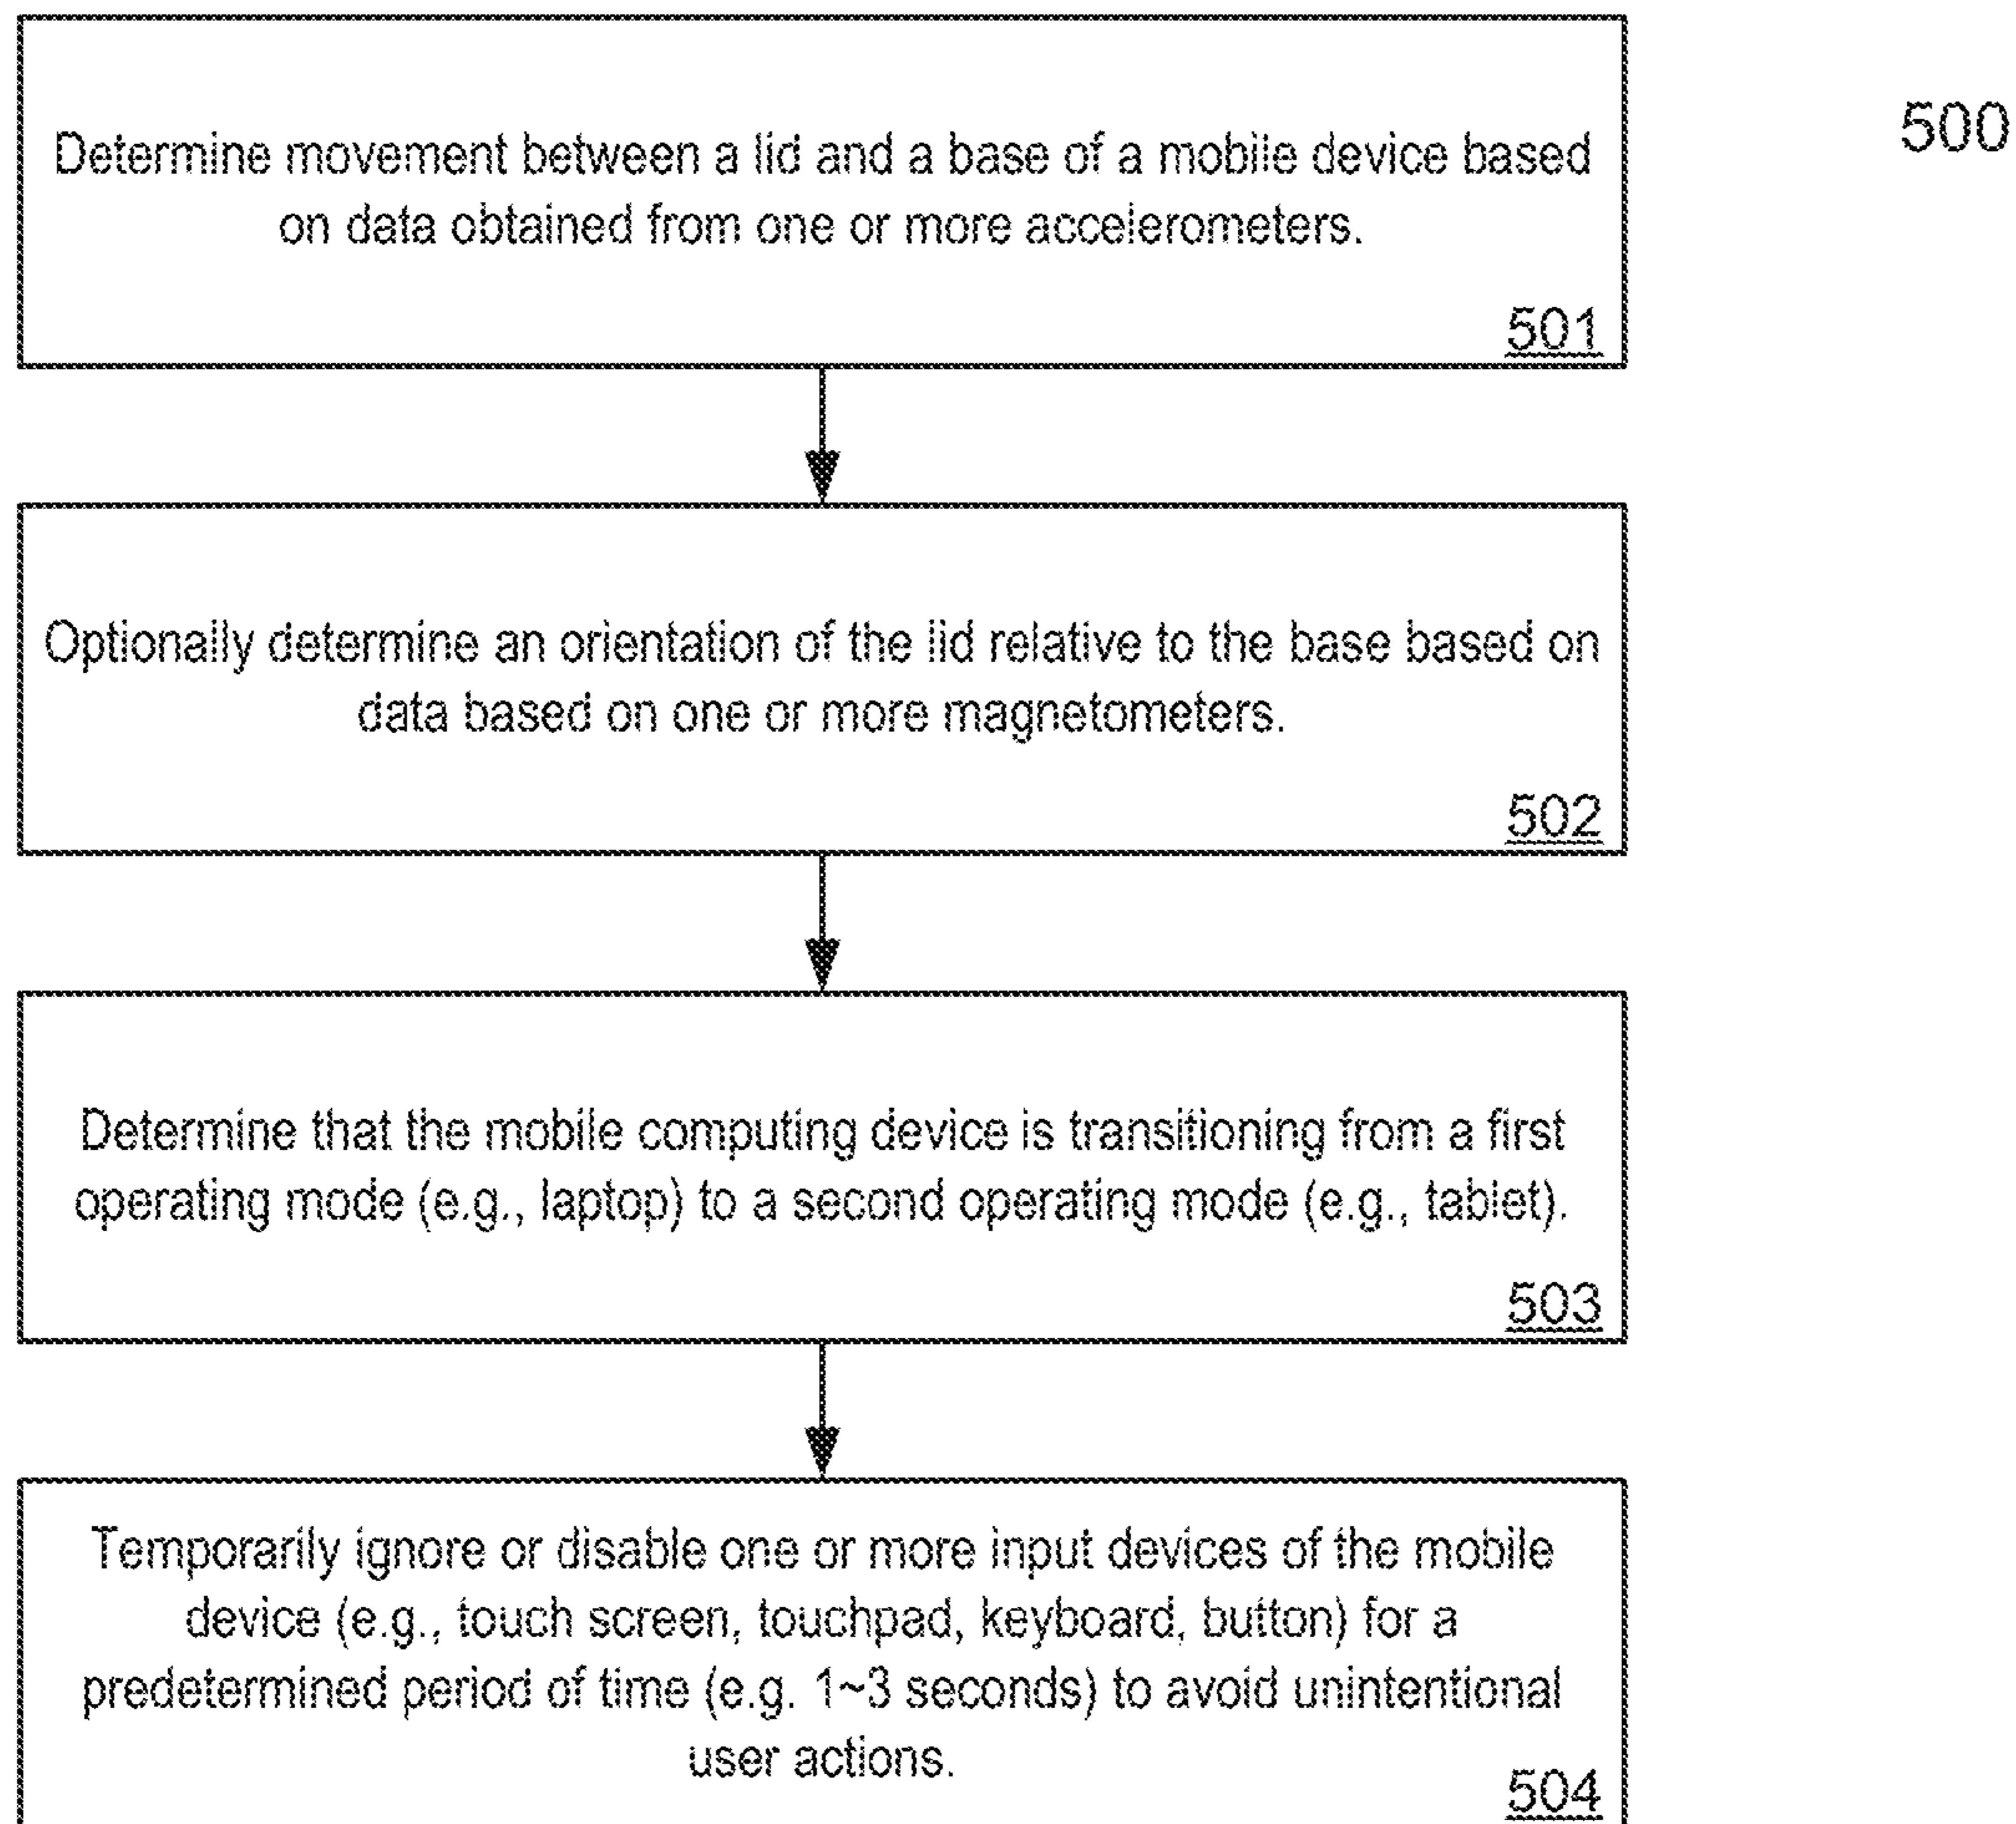 500
Determine movement between a lid and a base of a mobile device based
on data obtained from one or more accelerometers.
501
Optionally determine an orientation of the lid relative to the base based on
data based on one or more magnetometers.
502
Determine that the mobile computing device is transitioning from a first
operating mode (e.g., laptop) to a second operating mode (e.g., tablet).
503
Temporarily ignore or disable one or more input devices of the mobile
device (e.g., touch screen, touchpad, keyboard, button) for a
predetermined period of time (e.g. 1~3 seconds) to avoid unintentional
user actions.
504